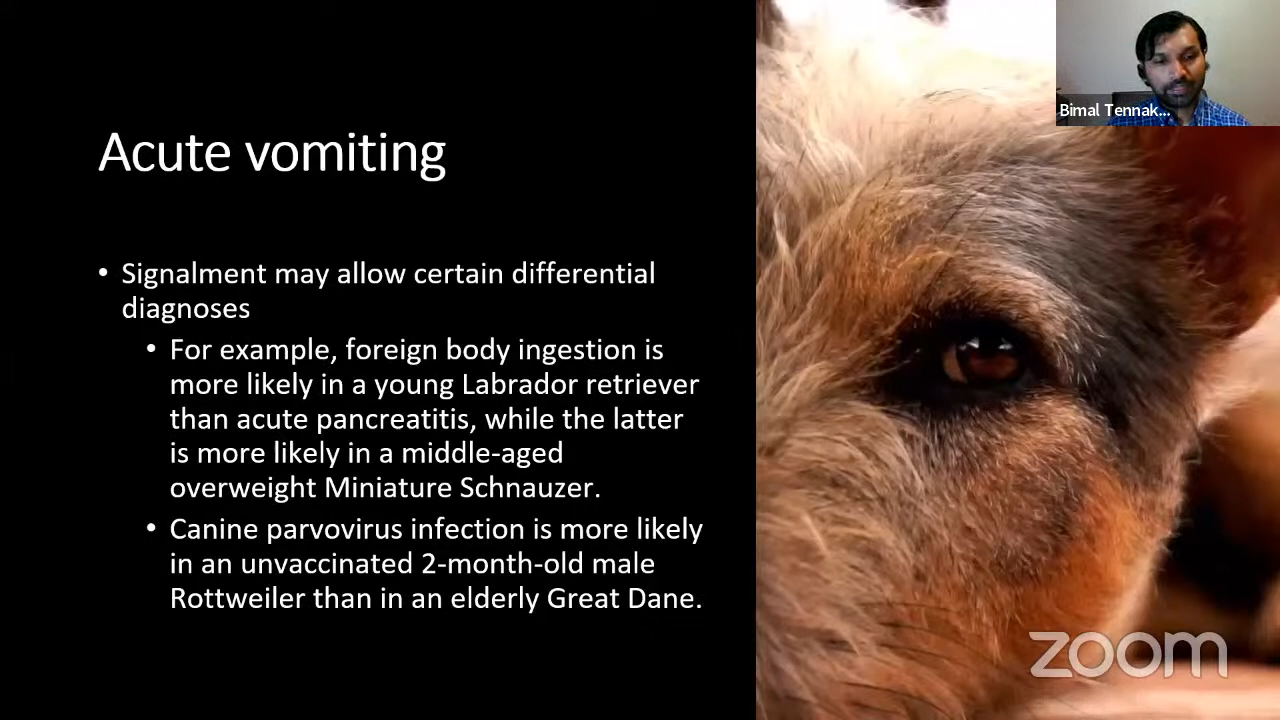 Bimal Tennak...
Acute vomiting
• Signalment may allow certain differential
diagnoses
• For example, foreign body ingestion is
more likely in a young Labrador retriever
than acute pancreatitis, while the latter
is more likely in a middle-aged
overweight Miniature Schnauzer.
• Canine parvovirus infection is more likely
in an unvaccinated 2-month-old male
Rottweiler than in an elderly Great Dane.
zoom